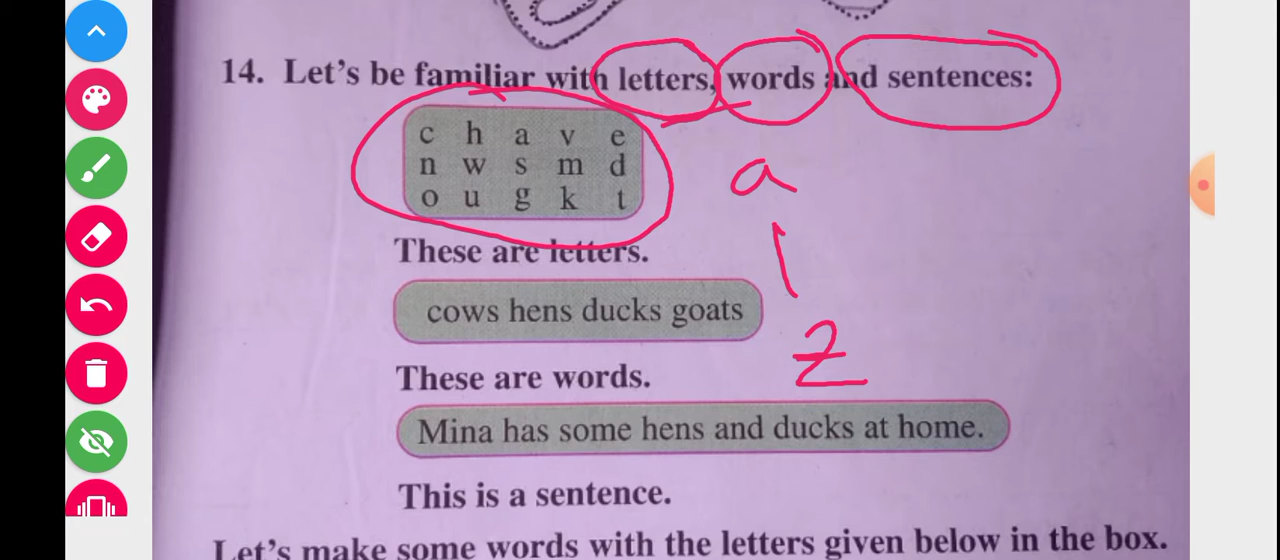 14. Let's be familiar with letters, words and sentences:
c h a v e
n w s m d
o u g k t
a
z
These are letters.
cows hens ducks goats
These are words.
Mina has some hens and ducks at home.
This is a sentence.
Let's make some words with the letters given below in the box.